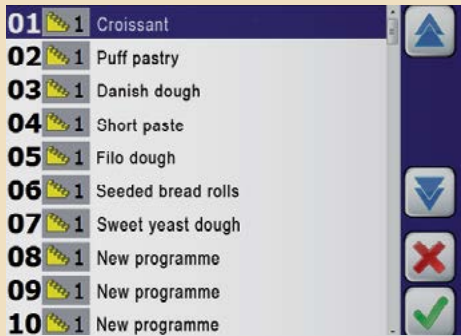 01 1 Croissant
02 1 Puff pastry
03 1 Danish dough
04 1 Short paste
05 1 Filo dough
06 1 Seeded bread rolls
07 1 Sweet yeast dough
08 1 New programme
09 1 New programme
10 1 New programme